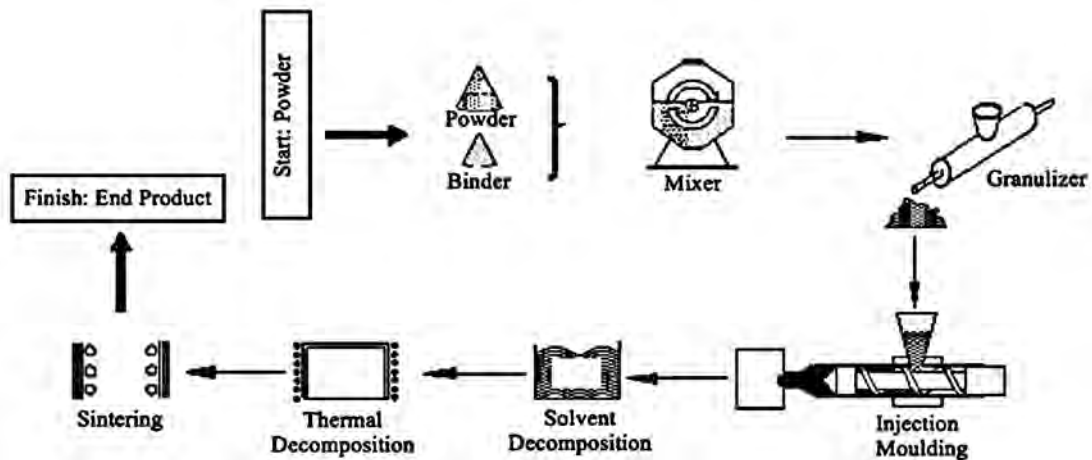 Start: Powder
Powder
Binder
Mixer
Granulizer
Finish: End Product
Sintering
Thermal
Decomposition
Solvent
Decomposition
Injection
Moulding